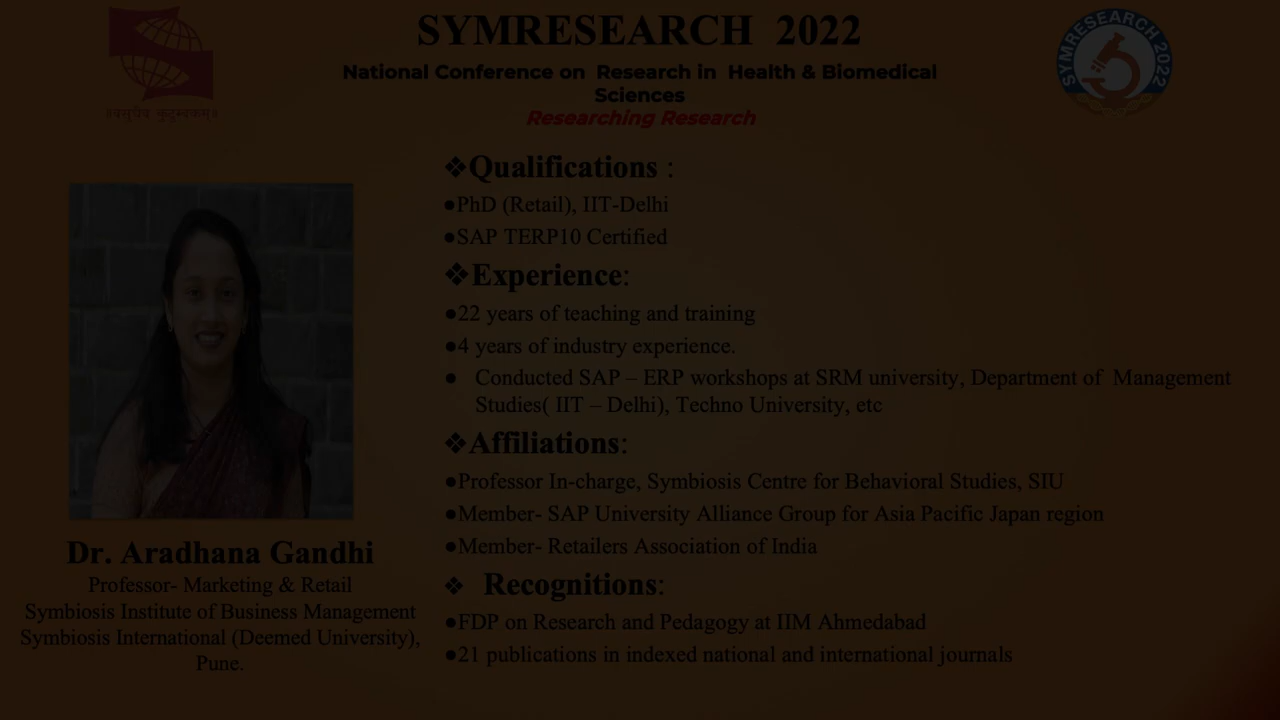 SYMRESEARCH 2022
National Conference on Research in Health & Biomedical
Sciences
Researching Research
॥वसुधैव कुटुम्बकम्॥
SYMRESEARCH 2022
❖Qualifications :
●PhD (Retail), IIT-Delhi
●SAP TERP10 Certified
❖Experience:
●22 years of teaching and training
●4 years of industry experience.
● Conducted SAP – ERP workshops at SRM university, Department of Management
Studies( IIT – Delhi), Techno University, etc
❖Affiliations:
●Professor In-charge, Symbiosis Centre for Behavioral Studies, SIU
●Member- SAP University Alliance Group for Asia Pacific Japan region
●Member- Retailers Association of India
❖ Recognitions:
●FDP on Research and Pedagogy at IIM Ahmedabad
●21 publications in indexed national and international journals
Dr. Aradhana Gandhi
Professor- Marketing & Retail
Symbiosis Institute of Business Management
Symbiosis International (Deemed University),
Pune.